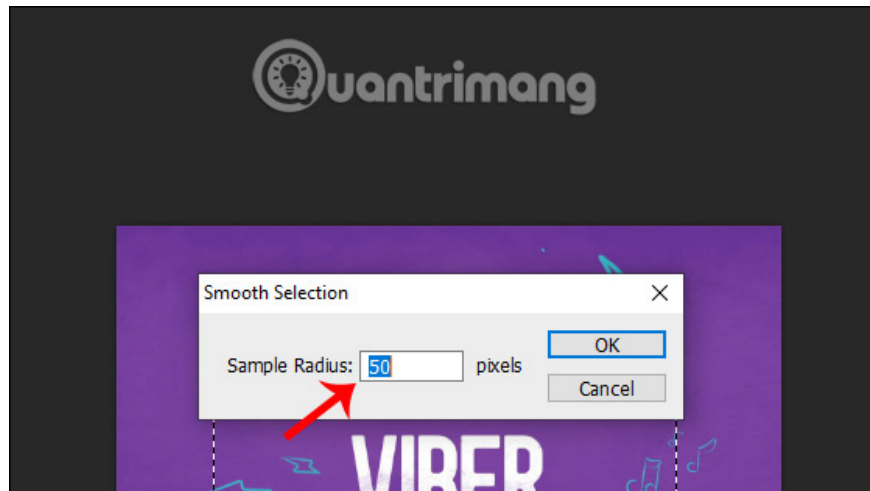 Quantrimang
Smooth Selection
Sample Radius: 50 pixels
OK
Cancel
VIBER